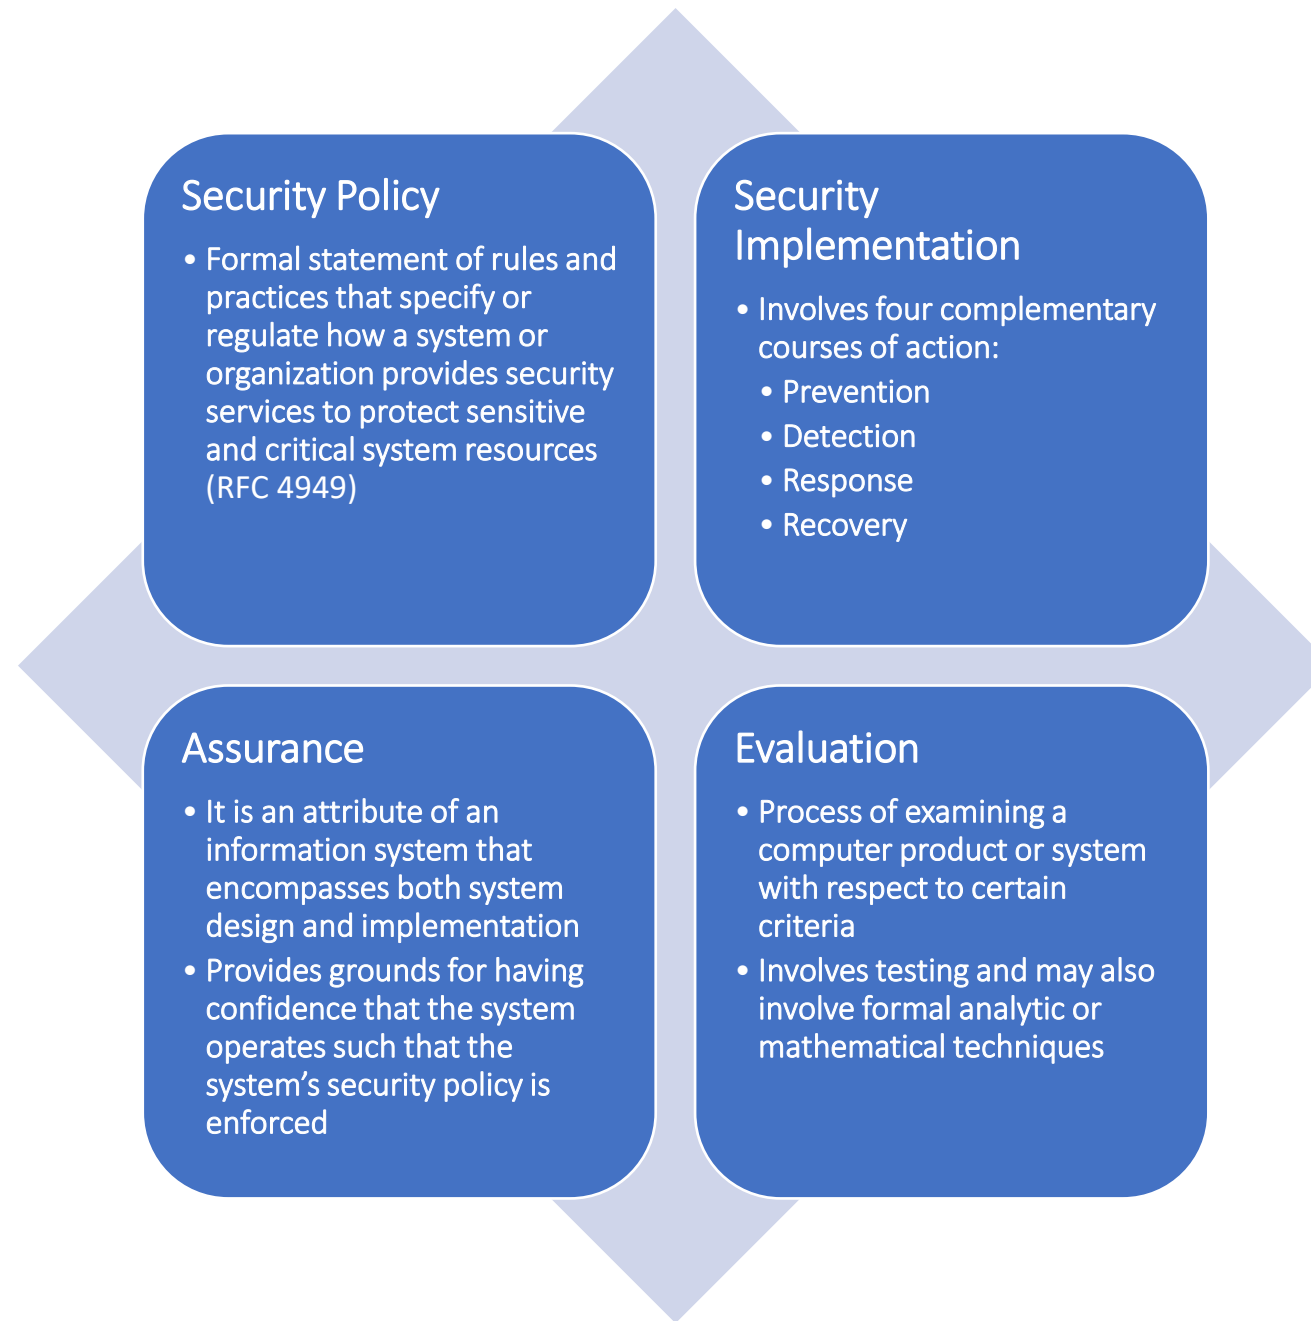 Security Policy
• Formal statement of rules and
practices that specify or
regulate how a system or
organization provides security
services to protect sensitive
and critical system resources
(RFC 4949)
Security
Implementation
• Involves four complementary
courses of action:
• Prevention
• Detection
• Response
• Recovery
Assurance
• It is an attribute of an
information system that
encompasses both system
design and implementation
• Provides grounds for having
confidence that the system
operates such that the
system’s security policy is
enforced
Evaluation
• Process of examining a
computer product or system
with respect to certain
criteria
• Involves testing and may also
involve formal analytic or
mathematical techniques